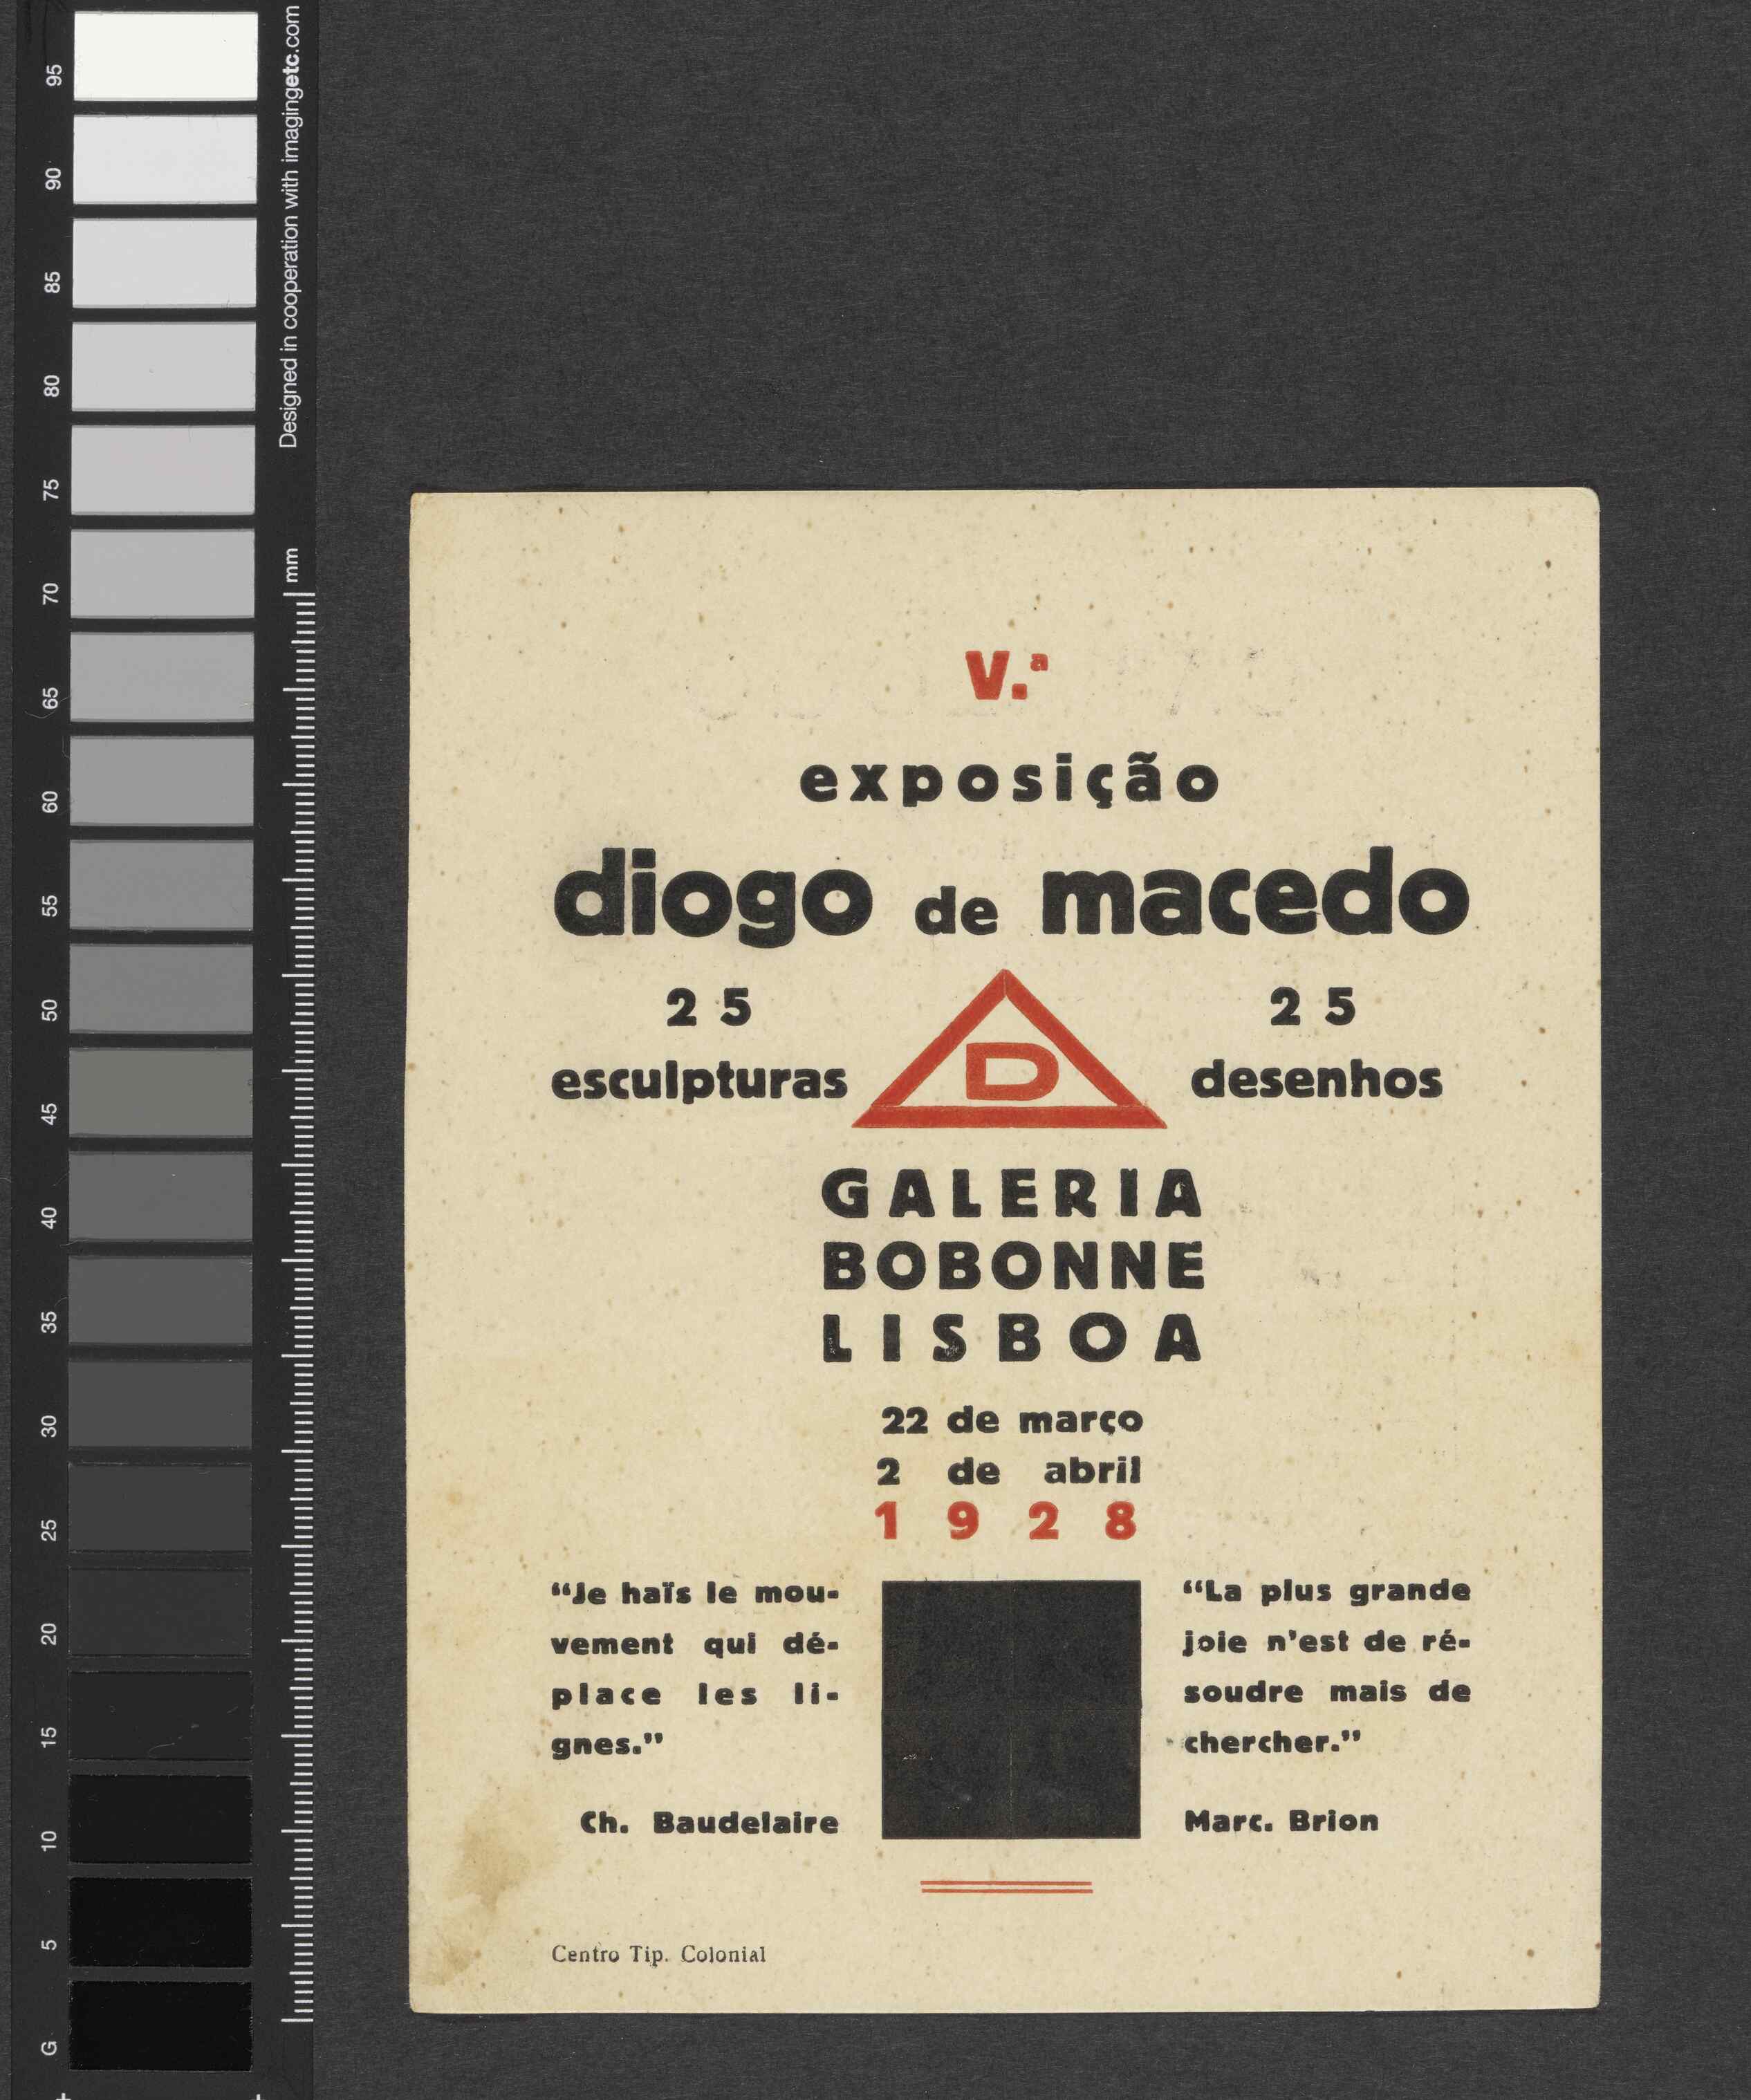 Designed in cooperation with imagingetc.com
mm
95
90
85
80
75
70
65
60
55
50
45
40
35
30
25
20
15
10
5
G
V.ª
exposição
diogo de macedo
25
esculpturas
D
25
desenhos
GALERIA
BOBONNE
LISBOA
22 de março
2 de abril
1928
“Je haïs le mou-
vement qui dé-
place les li-
gnes.”
Ch. Baudelaire
“La plus grande
joie n'est de ré-
soudre mais de
chercher.”
Marc. Brion
Centro Tip. Colonial